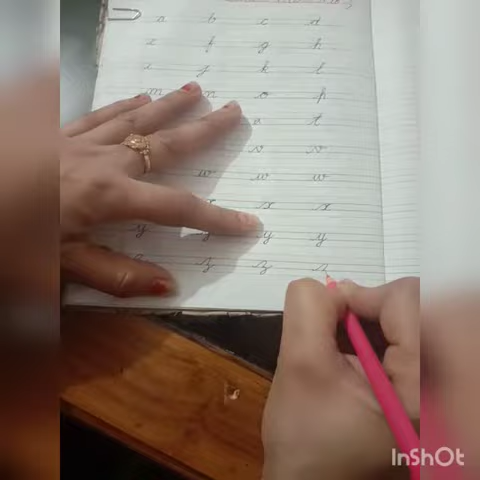 a b c d
e f g h
i j k l
m n o p
s t
v v
w w w
x x x
y y y y
z z z
InShOt